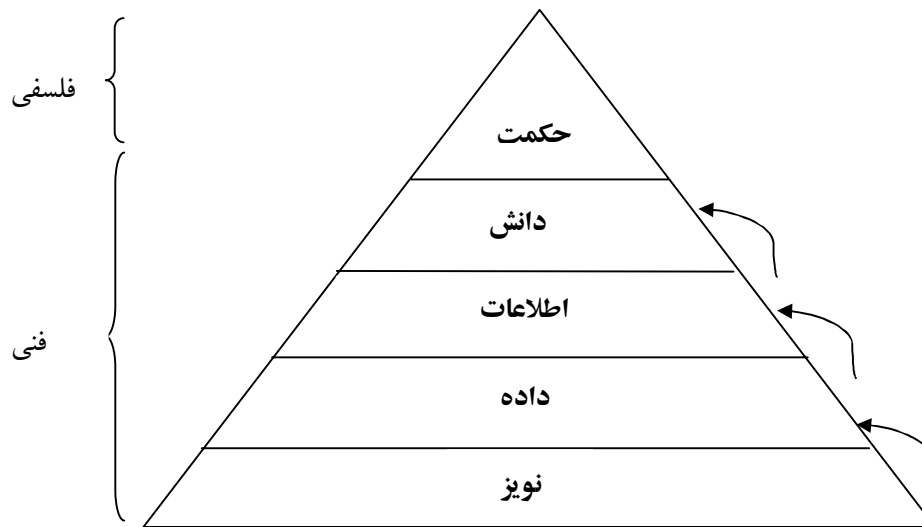 فلسفی
حکمت
دانش
اطلاعات
فنی
داده
نویز